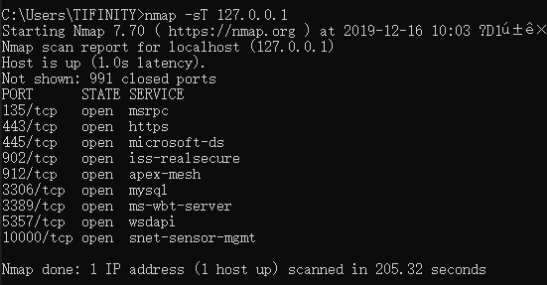 C:\Users\TIFINITY>nmap -sT 127.0.0.1
Starting Nmap 7.70 ( https://nmap.org ) at 2019-12-16 10:03 ?D1ú±ê×
Nmap scan report for localhost (127.0.0.1)
Host is up (1.0s latency).
Not shown: 991 closed ports
PORT      STATE SERVICE
135/tcp   open  msrpc
443/tcp   open  https
445/tcp   open  microsoft-ds
902/tcp   open  iss-realsecure
912/tcp   open  apex-mesh
3306/tcp  open  mysql
3389/tcp  open  ms-wbt-server
5357/tcp  open  wsdapi
10000/tcp open  snet-sensor-mgmt
Nmap done: 1 IP address (1 host up) scanned in 205.32 seconds